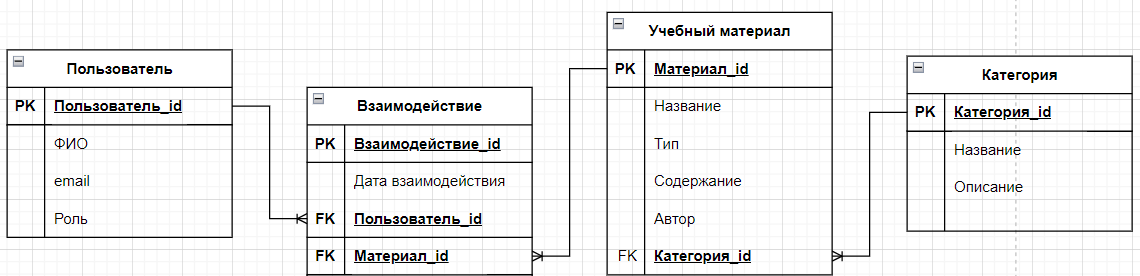 Пользователь
PK Пользователь_id
ФИО
email
Роль
Взаимодействие
PK Взаимодействие_id
Дата взаимодействия
FK Пользователь_id
FK Материал_id
Учебный материал
PK Материал_id
Название
Тип
Содержание
Автор
FK Категория_id
Категория
PK Категория_id
Название
Описание